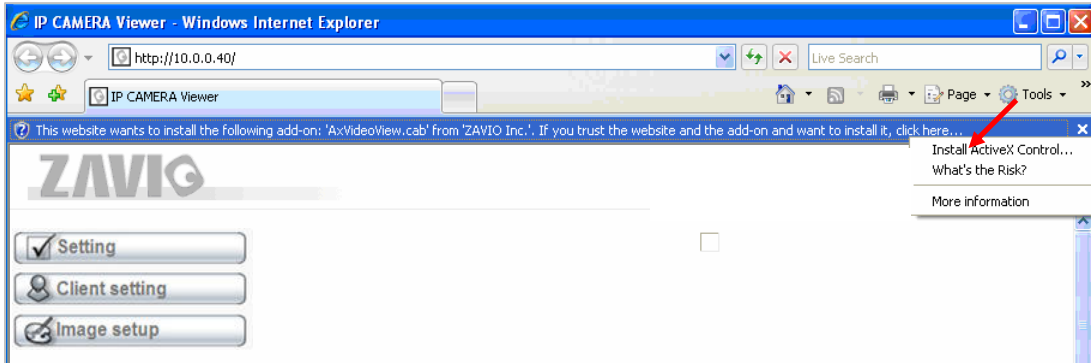 IP CAMERA Viewer - Windows Internet Explorer
http://10.0.0.40/
Live Search
IP CAMERA Viewer
Page
Tools
This website wants to install the following add-on: 'AxVideoView.cab' from 'ZAVIO Inc.'. If you trust the website and the add-on and want to install it, click here...
Install ActiveX Control...
What's the Risk?
More information
ZAVIO
Setting
Client setting
Image setup